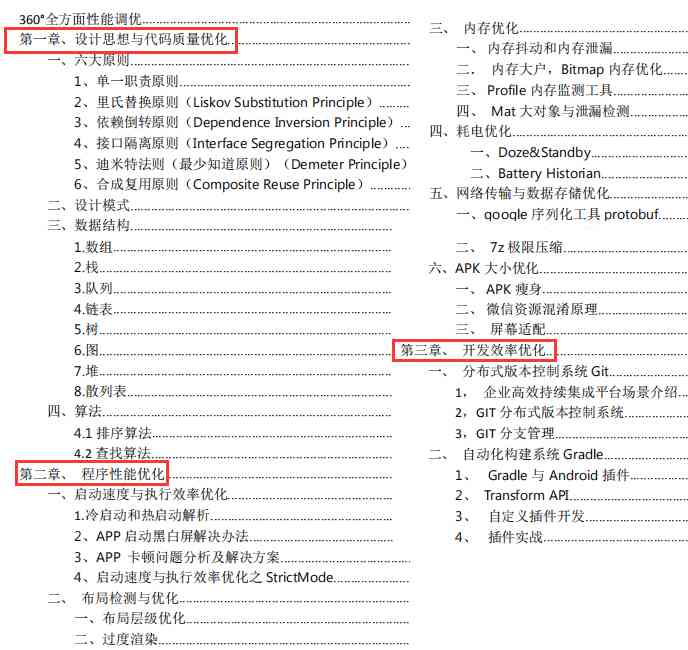 360°全方面性能调优
第一章、设计思想与代码质量优化
一、六大原则
1、单一职责原则
2、里氏替换原则（Liskov Substitution Principle）
3、依赖倒转原则（Dependence Inversion Principle）
4、接口隔离原则（Interface Segregation Principle）
5、迪米特法则（最少知道原则）（Demeter Principle）
6、合成复用原则（Composite Reuse Principle）
二、设计模式
三、数据结构
1.数组
2.栈
3.队列
4.链表
5.树
6.图
7.堆
8.散列表
四、算法
4.1 排序算法
4.2 查找算法
第二章、 程序性能优化
一、启动速度与执行效率优化
1.冷启动和热启动解析
2、APP 启动黑白屏解决办法
3、APP 卡顿问题分析及解决方案
4、启动速度与执行效率优化之 StrictMode
二、 布局检测与优化
一、布局层级优化
二、过度渲染
三、 内存优化
一、 内存抖动和内存泄漏
二． 内存大户，Bitmap 内存优化
三、 Profile 内存监测工具
四、 Mat 大对象与泄漏检测
四、耗电优化
一、Doze&Standby
二、Battery Historian
五、网络传输与数据存储优化
一、google 序列化工具 protobuf
二、 7z 极限压缩
六、APK 大小优化
一、 APK 瘦身
二、 微信资源混淆原理
三、 屏幕适配
第三章、 开发效率优化
一、 分布式版本控制系统 Git
1， 企业高效持续集成平台场景介绍
2，GIT 分布式版本控制系统
3，GIT 分支管理
二、 自动化构建系统 Gradle
1、 Gradle 与 Android 插件
2、 Transform API
3、 自定义插件开发
4、 插件实战